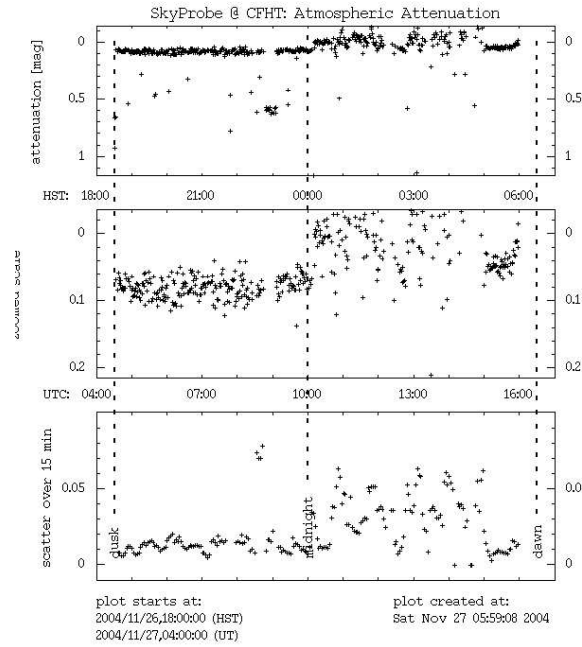 SkyProbe @ CFHT: Atmospheric Attenuation
attenuation [mag]
0 0
0.5 0.5
1 1
HST: 18:00 21:00 00:00 03:00 06:00
zoomed scale
0 0
0.1 0.1
0.2 0.2
UTC: 04:00 07:00 10:00 13:00 16:00
scatter over 15 min
0.05 0.0
0 0
dusk
midnight
dawn
plot starts at:
2004/11/26,18:00:00 (HST)
2004/11/27,04:00:00 (UT)
plot created at:
Sat Nov 27 05:59:08 2004